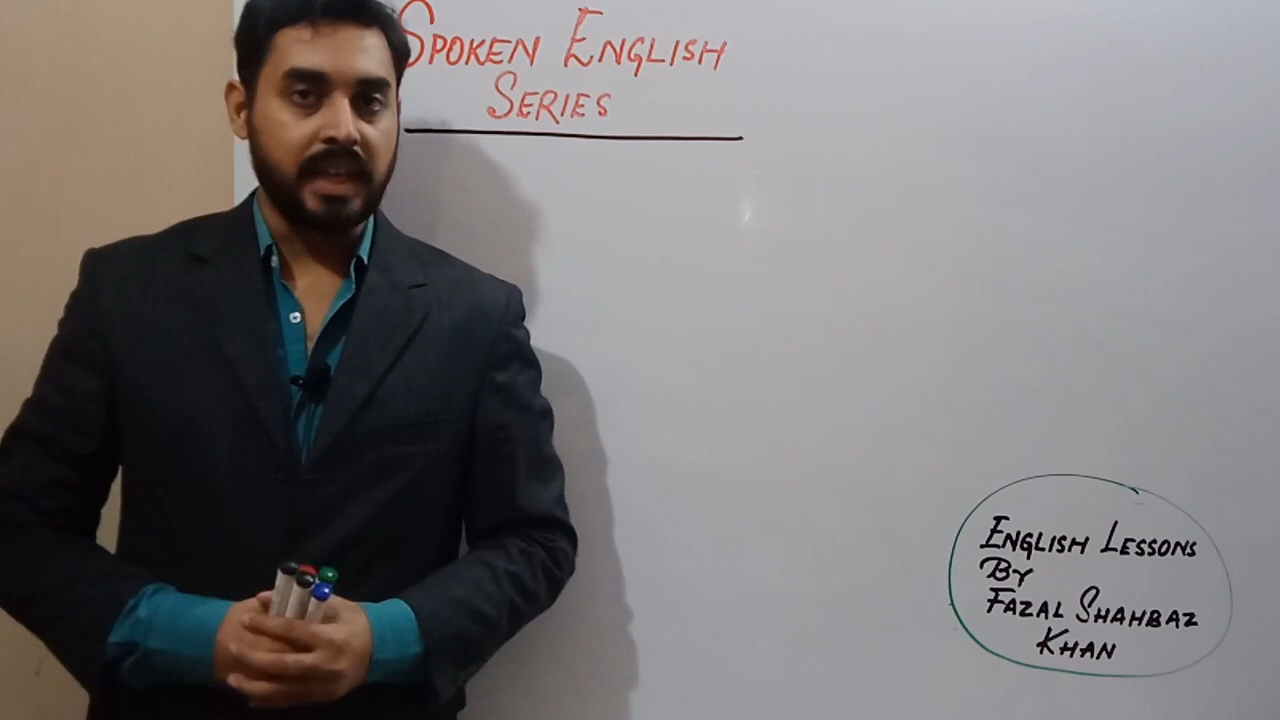 SPOKEN ENGLISH
SERIES
ENGLISH LESSONS
BY
FAZAL SHAHBAZ
KHAN